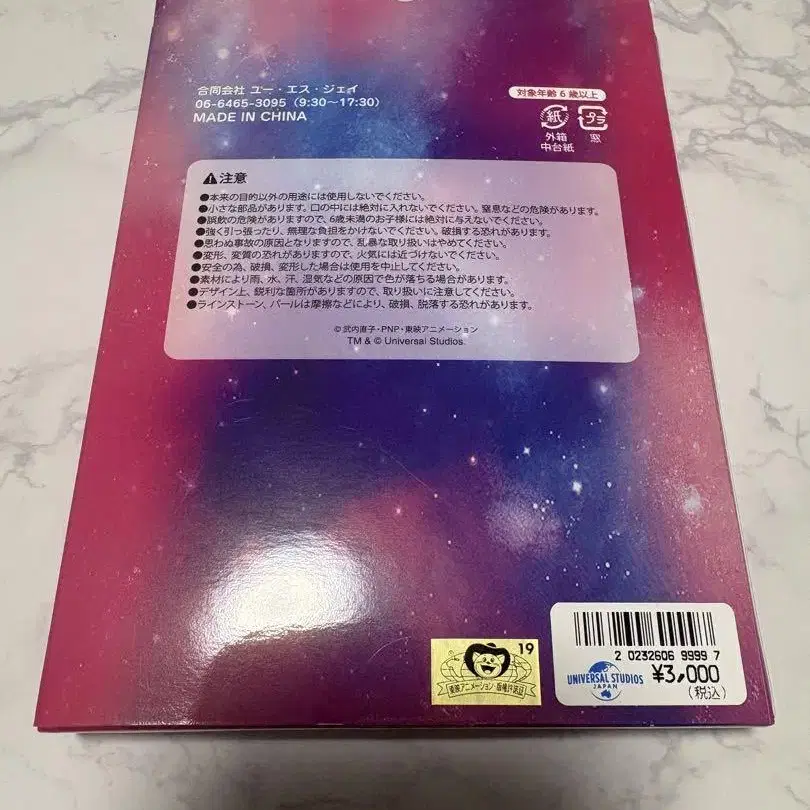 合同会社 ユー・エス・ジェイ
06-6465-3095（9:30〜17:30）
MADE IN CHINA
対象年齢６歳以上
紙
プラ
外箱
中台紙
窓
注意
●本来の目的以外の用途には使用しないでください。
●小さな部品があります。口の中には絶対に入れないでください。窒息などの危険があります。
●誤飲の危険がありますので、6歳未満のお子様には絶対に与えないでください。
●強く引っ張ったり、無理な負担をかけないでください。破損する恐れがあります。
●思わぬ事故の原因となりますので、乱暴な取り扱いはやめてください。
●変形、変質の恐れがありますので、火気には近づけないでください。
●安全の為、破損、変形した場合は使用を中止してください。
●素材により雨、水、汗、湿気などの原因で色が落ちる場合があります。
●デザイン上、鋭利な箇所がありますので、取り扱いに注意してください。
●ラインストーン、パールは摩擦などにより、破損、脱落する恐れがあります。
© 武内直子・PNP・東映アニメーション
TM & © Universal Studios.
19
東映アニメーション・版権許諾証
2 0232606 9999 7
UNIVERSAL STUDIOS
JAPAN
¥3,000
（税込）